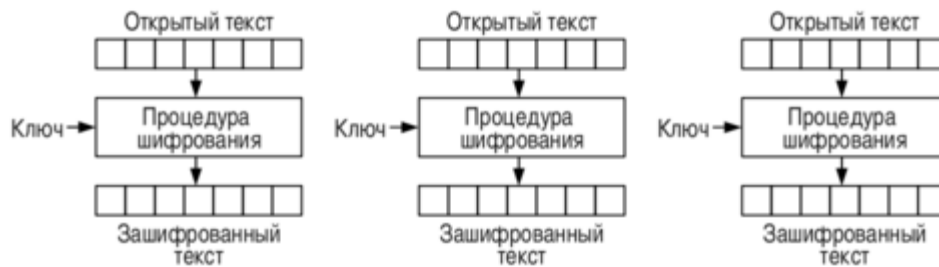 Открытый текст
Ключ
Процедура
шифрования
Зашифрованный
текст
Открытый текст
Ключ
Процедура
шифрования
Зашифрованный
текст
Открытый текст
Ключ
Процедура
шифрования
Зашифрованный
текст